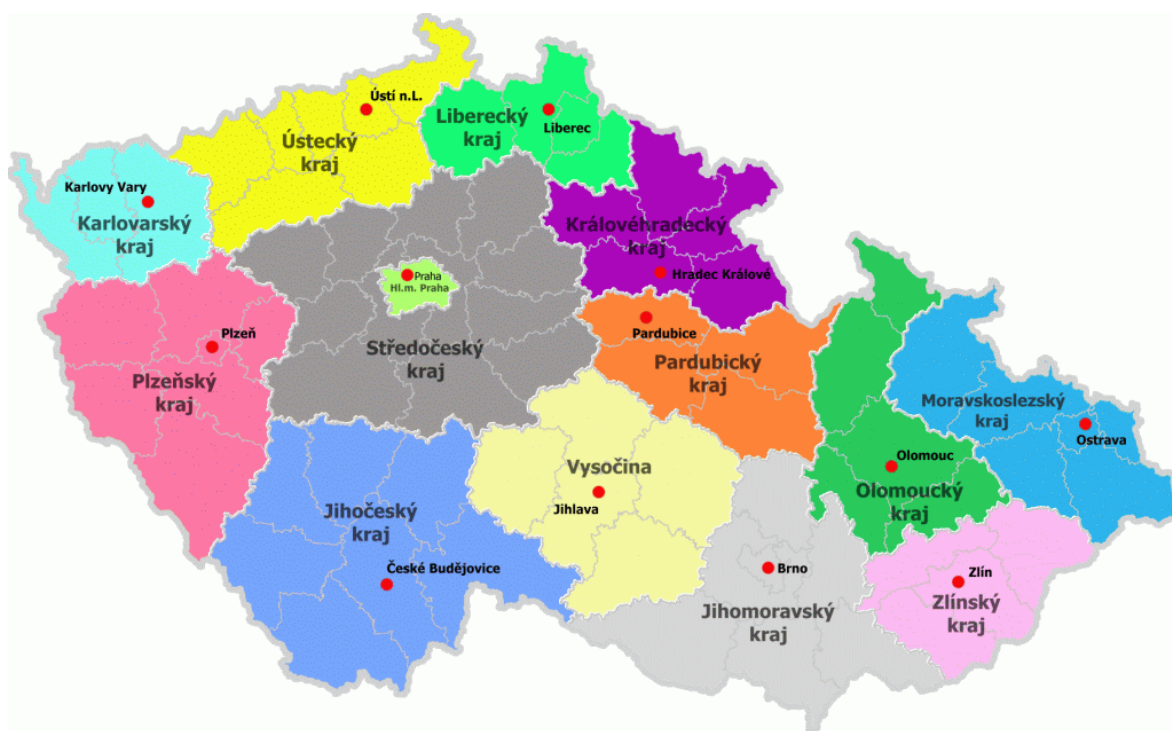 Ústí n.L.
Ústecký
kraj
Liberecký
kraj
Liberec
Karlovy Vary
Karlovarský
kraj
Královéhradecký
kraj
Hradec Králové
Praha
Hl.m. Praha
Plzeň
Plzeňský
kraj
Středočeský
kraj
Pardubice
Pardubický
kraj
Moravskoslezský
kraj
Ostrava
Olomouc
Olomoucký
kraj
Vysočina
Jihlava
Jihočeský
kraj
České Budějovice
Brno
Jihomoravský
kraj
Zlín
Zlínský
kraj